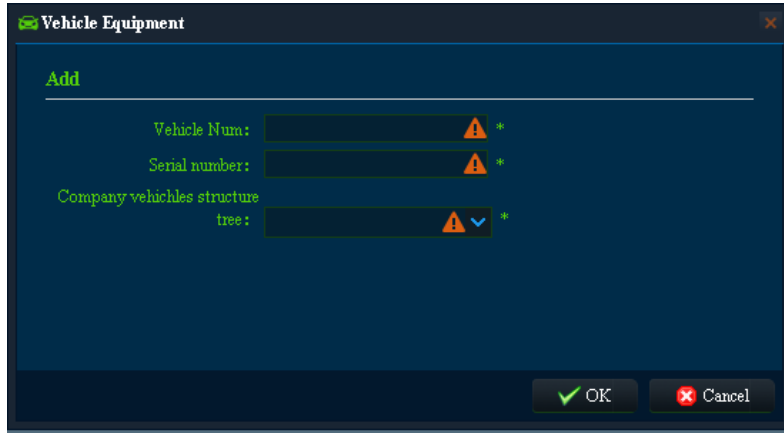 Vehicle Equipment
Add
Vehicle Num:
*
Serial number:
*
Company vehichles structure
tree:
*
OK
Cancel